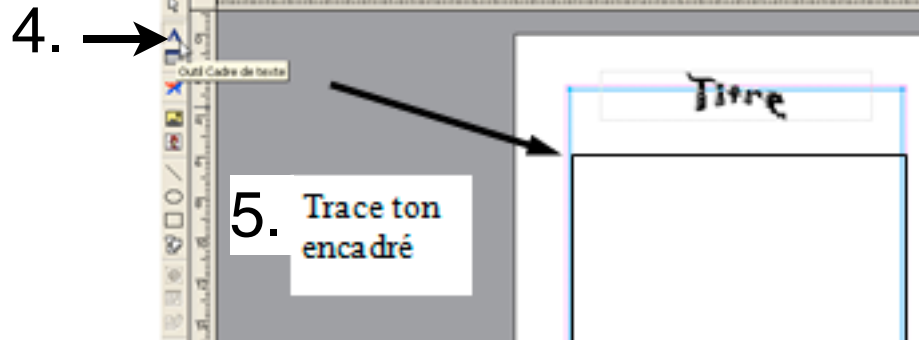 4.
Outil Cadre de texte
Titre
5.
Trace ton
encadré